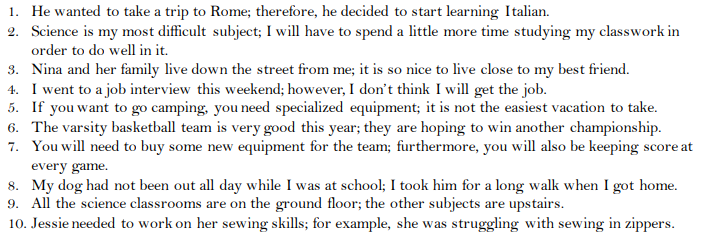 1. He wanted to take a trip to Rome; therefore, he decided to start learning Italian.
2. Science is my most difficult subject; I will have to spend a little more time studying my classwork in
order to do well in it.
3. Nina and her family live down the street from me; it is so nice to live close to my best friend.
4. I went to a job interview this weekend; however, I don't think I will get the job.
5. If you want to go camping, you need specialized equipment; it is not the easiest vacation to take.
6. The varsity basketball team is very good this year; they are hoping to win another championship.
7. You will need to buy some new equipment for the team; furthermore, you will also be keeping score at
every game.
8. My dog had not been out all day while I was at school; I took him for a long walk when I got home.
9. All the science classrooms are on the ground floor; the other subjects are upstairs.
10. Jessie needed to work on her sewing skills; for example, she was struggling with sewing in zippers.